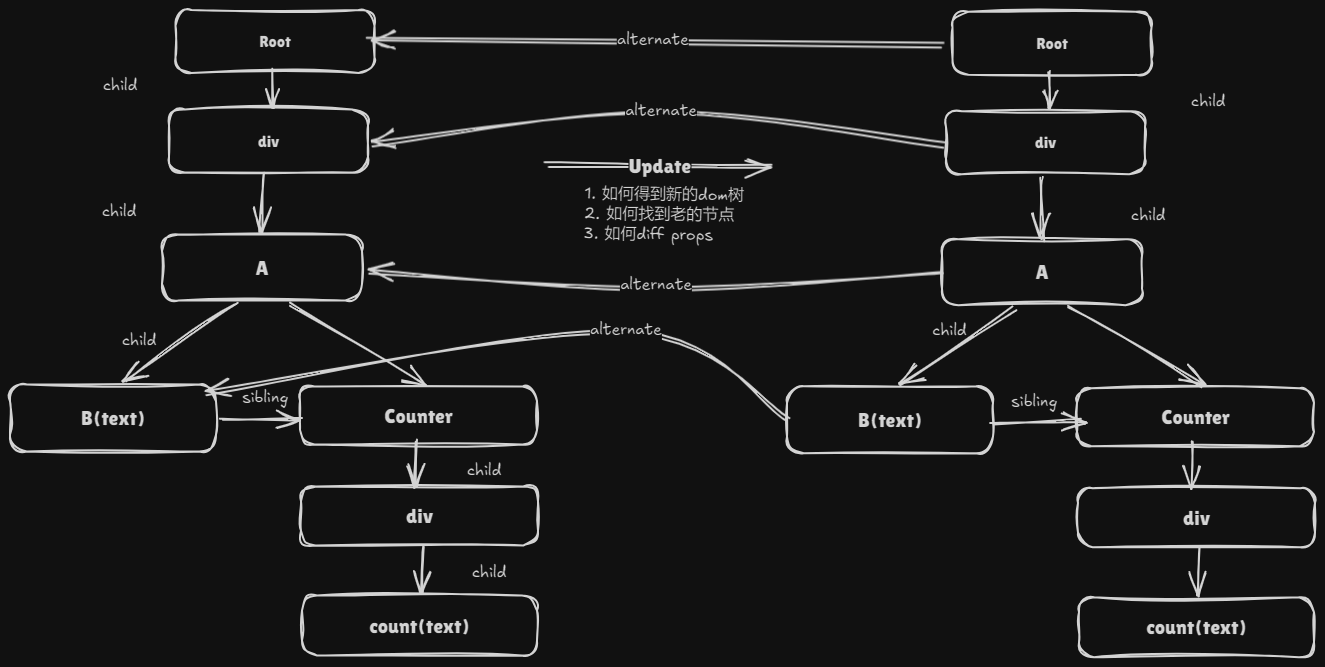 Root
alternate
Root
child
child
div
alternate
div
Update
1. 如何得到新的dom树
2. 如何找到老的节点
3. 如何diff props
child
child
A
alternate
A
child
alternate
child
B(text)
sibling
Counter
B(text)
sibling
Counter
child
div
div
child
count(text)
count(text)